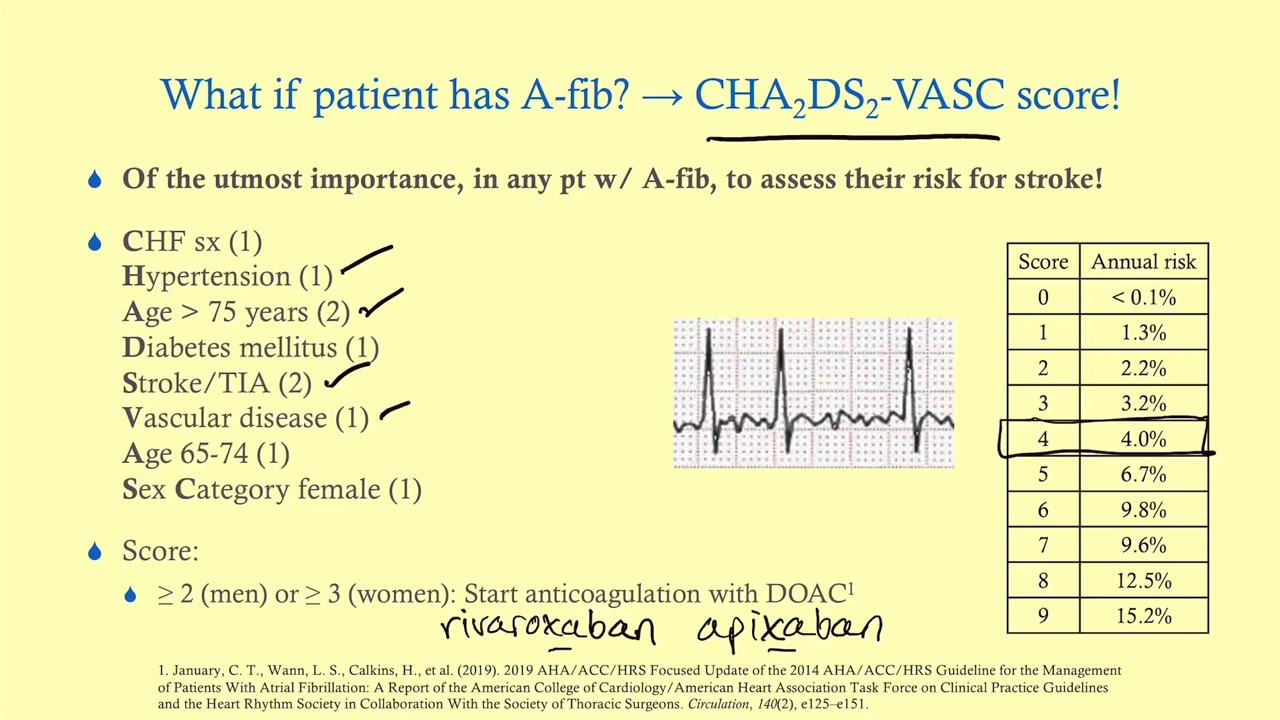 What if patient has A-fib? → CHA₂DS₂-VASC score!
Of the utmost importance, in any pt w/ A-fib, to assess their risk for stroke!
CHF sx (1)
Hypertension (1)
Age > 75 years (2)
Diabetes mellitus (1)
Stroke/TIA (2)
Vascular disease (1)
Age 65-74 (1)
Sex Category female (1)
Score Annual risk
0 < 0.1%
1 1.3%
2 2.2%
3 3.2%
4 4.0%
5 6.7%
6 9.8%
7 9.6%
8 12.5%
9 15.2%
Score:
≥ 2 (men) or ≥ 3 (women): Start anticoagulation with DOAC¹
rivaroxaban apixaban
1. January, C. T., Wann, L. S., Calkins, H., et al. (2019). 2019 AHA/ACC/HRS Focused Update of the 2014 AHA/ACC/HRS Guideline for the Management
of Patients With Atrial Fibrillation: A Report of the American College of Cardiology/American Heart Association Task Force on Clinical Practice Guidelines
and the Heart Rhythm Society in Collaboration With the Society of Thoracic Surgeons. Circulation, 140(2), e125–e151.